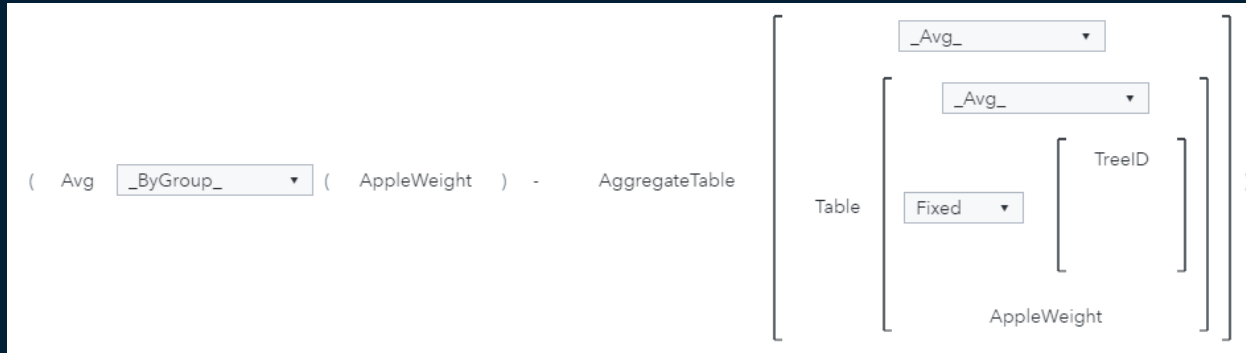 _Avg_
_Avg_
TreeID
( Avg _ByGroup_ ( AppleWeight ) - AggregateTable
Table Fixed
AppleWeight